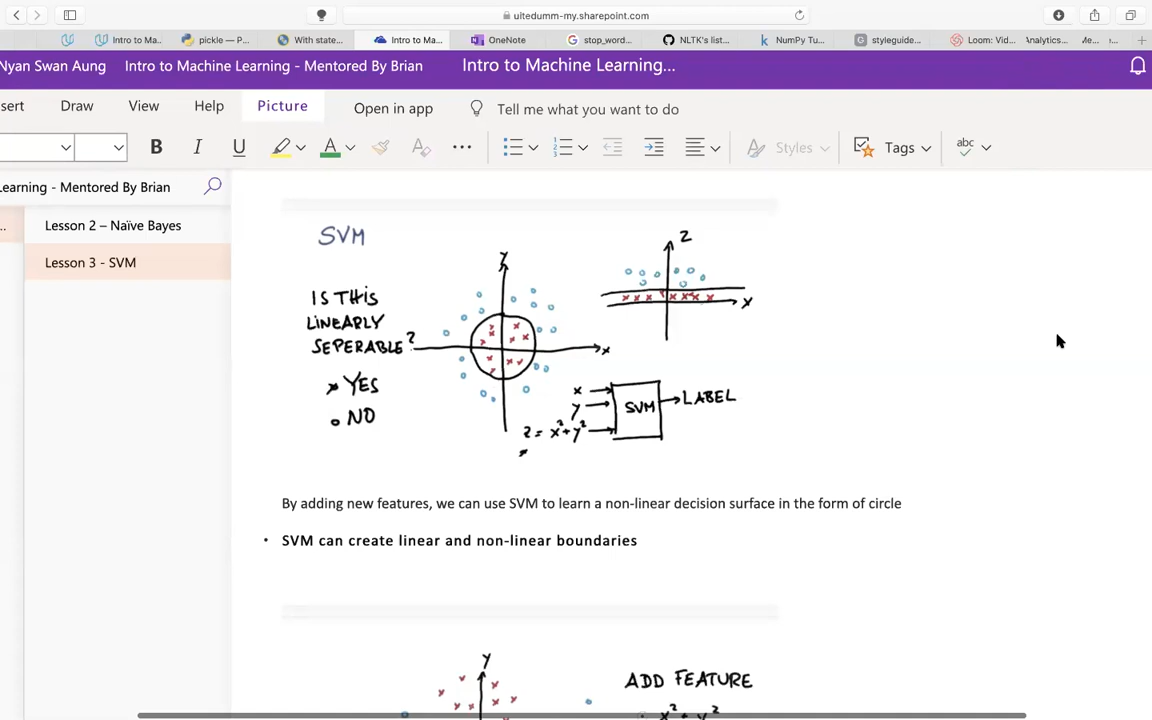 uitedumm-my.sharepoint.com
Intro to Ma..
pickle — P...
With state...
Intro to Ma...
OneNote
stop_word...
NLTK's list...
NumPy Tu...
styleguide...
Loom: Vid...
Analytics...
Nyan Swan Aung
Intro to Machine Learning - Mentored By Brian
Intro to Machine Learning...
sert
Draw
View
Help
Picture
Open in app
Tell me what you want to do
B I U A
Styles
Tags
abc
earning - Mentored By Brian
Lesson 2 – Naïve Bayes
Lesson 3 - SVM
SVM
IS THIS
LINEARLY
SEPERABLE?
YES
NO
y
x
z
x
x
y
z = x²+y²
SVM
LABEL
By adding new features, we can use SVM to learn a non-linear decision surface in the form of circle
• SVM can create linear and non-linear boundaries
Y
ADD FEATURE
x² + y²